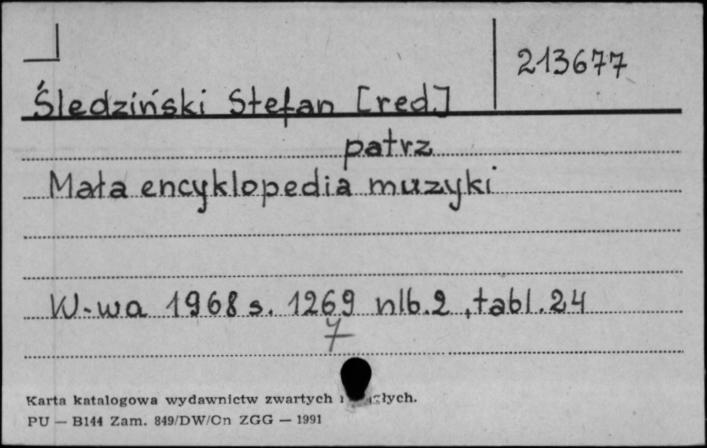 213677
Śledziński Stefan [red.]
patrz
Mała encyklopedia muzyki
W-wa 1968 s. 1269 nlb.2, tabl.24
7
Karta katalogowa wydawnictw zwartych i
PU — B144 Zam. 849/DW/Cn ZGG — 1991